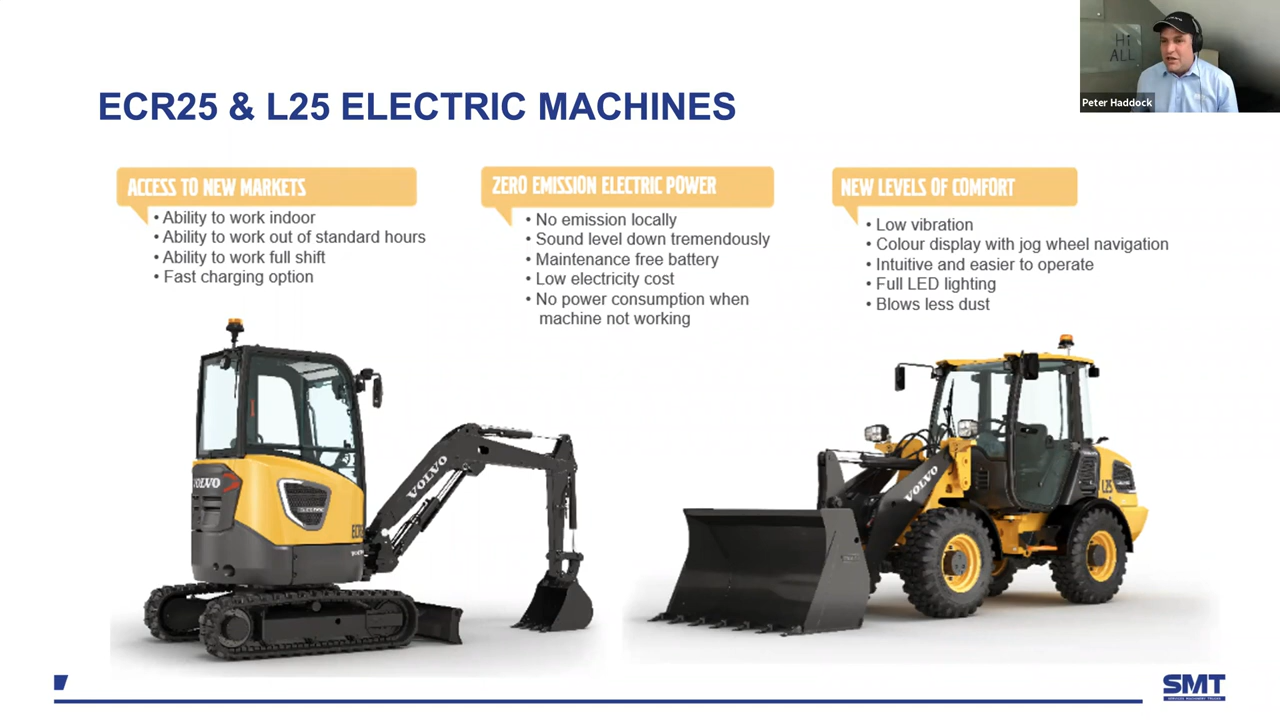 Hi
ALL
Peter Haddock
ECR25 & L25 ELECTRIC MACHINES
ACCESS TO NEW MARKETS
• Ability to work indoor
• Ability to work out of standard hours
• Ability to work full shift
• Fast charging option
ZERO EMISSION ELECTRIC POWER
• No emission locally
• Sound level down tremendously
• Maintenance free battery
• Low electricity cost
• No power consumption when
machine not working
NEW LEVELS OF COMFORT
• Low vibration
• Colour display with jog wheel navigation
• Intuitive and easier to operate
• Full LED lighting
• Blows less dust
VOLVO
VOLVO
VOLVO
L25
SMT